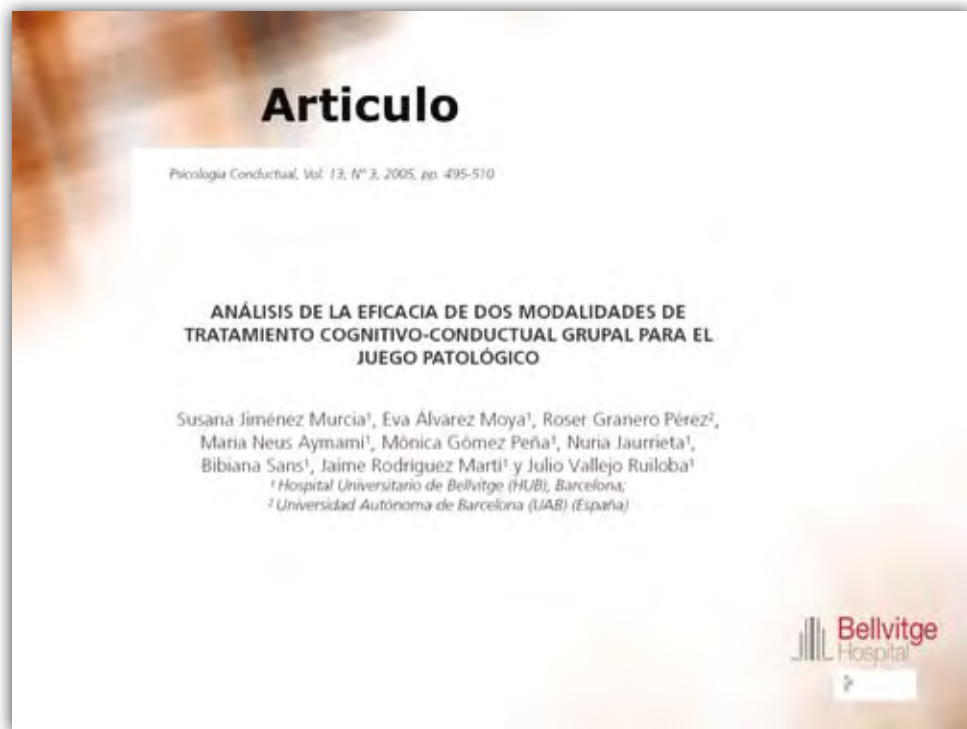 Articulo
Psicologia Conductual, Vol. 13, Nº 3, 2005, pp. 495-510
ANÁLISIS DE LA EFICACIA DE DOS MODALIDADES DE
TRATAMIENTO COGNITIVO-CONDUCTUAL GRUPAL PARA EL
JUEGO PATOLÓGICO
Susana Jiménez Murcia¹, Eva Álvarez Moya¹, Roser Granero Pérez²,
Maria Neus Aymamí¹, Mónica Gómez Peña¹, Nuria Jaurrieta¹,
Bibiana Sans¹, Jaime Rodríguez Martí¹ y Julio Vallejo Ruiloba¹
¹ Hospital Universitario de Bellvitge (HUB), Barcelona;
² Universidad Autónoma de Barcelona (UAB) (España)
Bellvitge
Hospital